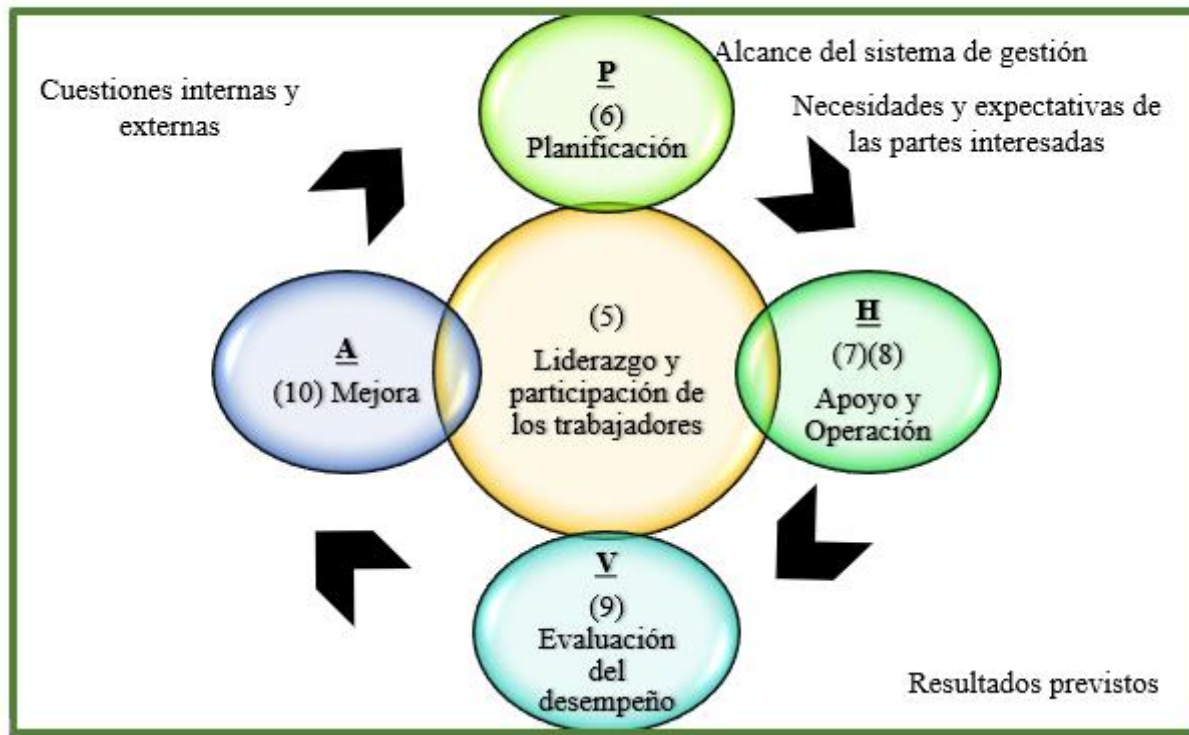 Cuestiones internas y
externas
P
(6)
Planificación
Alcance del sistema de gestión
Necesidades y expectativas de
las partes interesadas
A
(10) Mejora
(5)
Liderazgo y
participación de
los trabajadores
H
(7)(8)
Apoyo y
Operación
V
(9)
Evaluación
del
desempeño
Resultados previstos